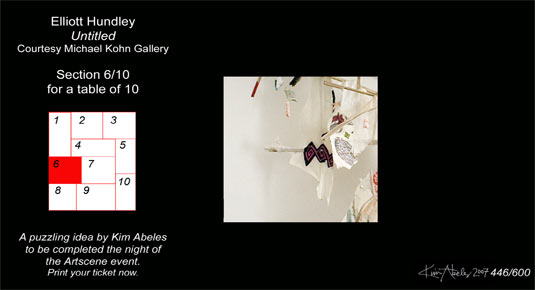 Elliott Hundley
Untitled
Courtesy Michael Kohn Gallery
Section 6/10
for a table of 10
1
2
3
4
5
6
7
8
9
10
A puzzling idea by Kim Abeles
to be completed the night of
the Artscene event.
Print your ticket now.
Kim Abeles 2007 446/600